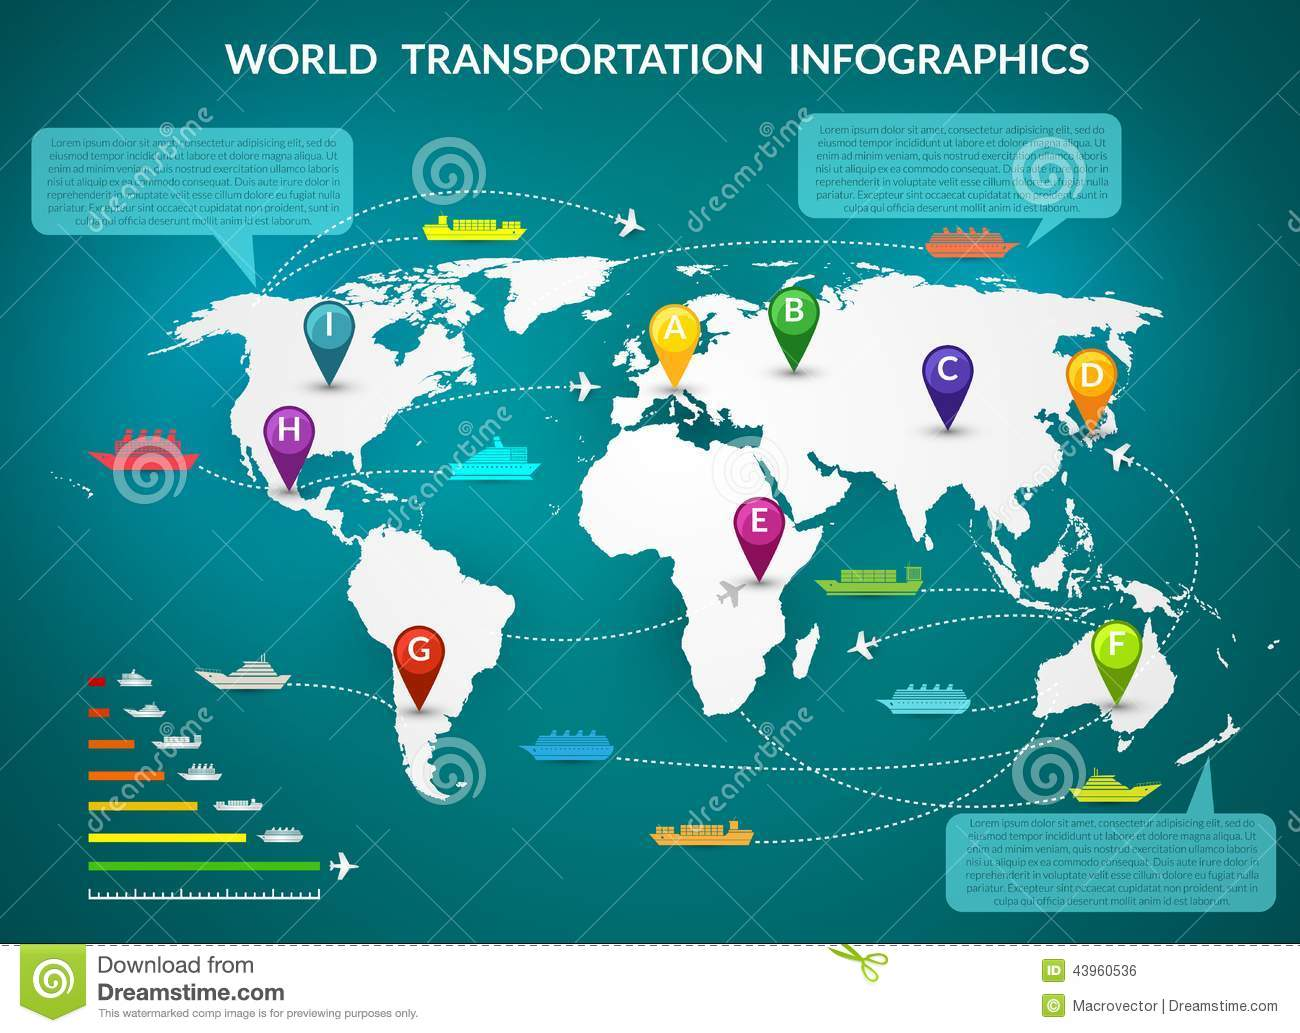 WORLD TRANSPORTATION INFOGRAPHICS
Lorem ipsum dolor sit amet, consectetur adipisicing elit, sed do
eiusmod tempor incididunt ut labore et dolore magna aliqua. Ut
enim ad minim veniam, quis nostrud exercitation ullamco laboris
nisi ut aliquip ex ea commodo consequat. Duis aute irure dolor in
reprehenderit in voluptate velit esse cillum dolore eu fugiat nulla
pariatur. Excepteur sint occaecat cupidatat non proident, sunt in
culpa qui officia deserunt mollit anim id est laborum.
Lorem ipsum dolor sit amet, consectetur adipisicing elit, sed do
eiusmod tempor incididunt ut labore et dolore magna aliqua. Ut
enim ad minim veniam, quis nostrud exercitation ullamco laboris
nisi ut aliquip ex ea commodo consequat. Duis aute irure dolor in
reprehenderit in voluptate velit esse cillum dolore eu fugiat nulla
pariatur. Excepteur sint occaecat cupidatat non proident, sunt in
culpa qui officia deserunt mollit anim id est laborum.
I
A
B
C
D
H
E
G
F
Lorem ipsum dolor sit amet, consectetur adipisicing elit, sed do
eiusmod tempor incididunt ut labore et dolore magna aliqua. Ut
enim ad minim veniam, quis nostrud exercitation ullamco laboris
nisi ut aliquip ex ea commodo consequat. Duis aute irure dolor in
reprehenderit in voluptate velit esse cillum dolore eu fugiat nulla
pariatur. Excepteur sint occaecat cupidatat non proident, sunt in
culpa qui officia deserunt mollit anim id est laborum.
dreamstime
dreamstime
dreamstime
dreamstime
dreamstime
dreamstime
Download from
Dreamstime.com
This watermarked comp image is for previewing purposes only.
ID 43960536
© Macrovector | Dreamstime.com